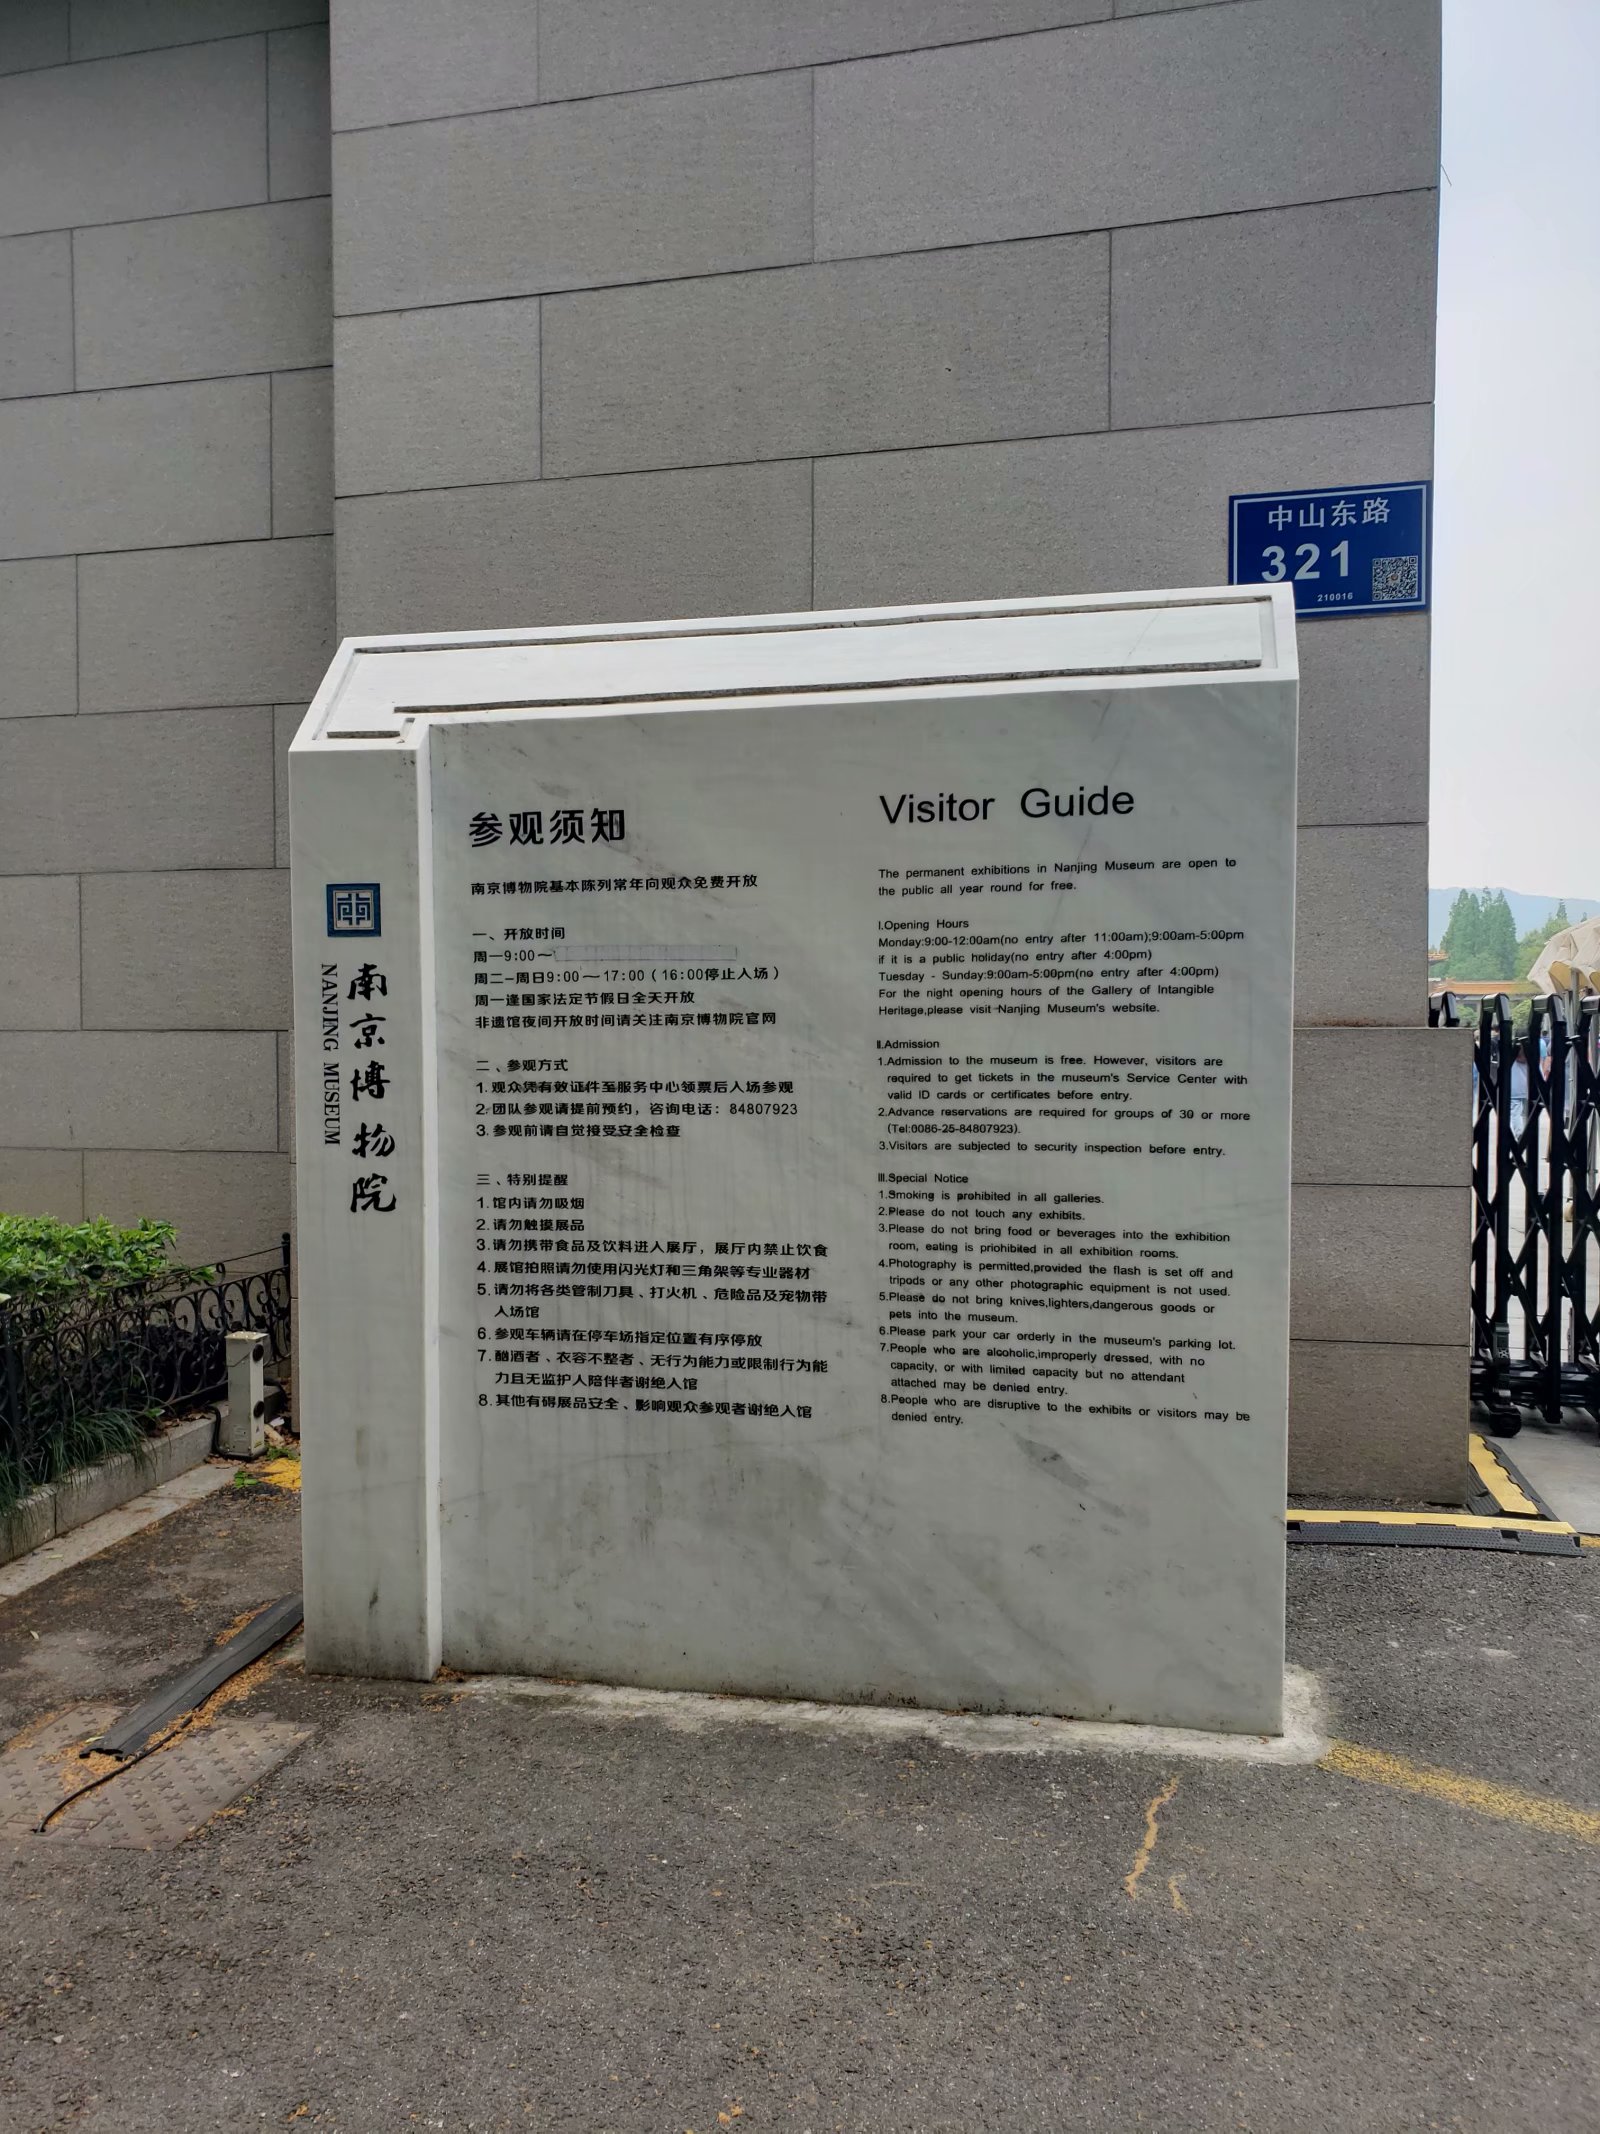 中山东路
321
210016
南京博物院
NANJING MUSEUM
参观须知
南京博物院基本陈列常年向观众免费开放
一、开放时间
周一9:00～
周二-周日9:00～17:00（16:00停止入场）
周一逢国家法定节假日全天开放
非遗馆夜间开放时间请关注南京博物院官网
二、参观方式
1.观众凭有效证件至服务中心领票后入场参观
2.团队参观请提前预约，咨询电话：84807923
3.参观前请自觉接受安全检查
三、特别提醒
1.馆内请勿吸烟
2.请勿触摸展品
3.请勿携带食品及饮料进入展厅，展厅内禁止饮食
4.展馆拍照请勿使用闪光灯和三角架等专业器材
5.请勿将各类管制刀具、打火机、危险品及宠物带
入场馆
6.参观车辆请在停车场指定位置有序停放
7.酗酒者、衣容不整者、无行为能力或限制行为能
力且无监护人陪伴者谢绝入馆
8.其他有碍展品安全、影响观众参观者谢绝入馆
Visitor Guide
The permanent exhibitions in Nanjing Museum are open to
the public all year round for free.
Ⅰ.Opening Hours
Monday:9:00-12:00am(no entry after 11:00am);9:00am-5:00pm
if it is a public holiday(no entry after 4:00pm)
Tuesday - Sunday:9:00am-5:00pm(no entry after 4:00pm)
For the night opening hours of the Gallery of Intangible
Heritage,please visit Nanjing Museum's website.
Ⅱ.Admission
1.Admission to the museum is free. However, visitors are
required to get tickets in the museum's Service Center with
valid ID cards or certificates before entry.
2.Advance reservations are required for groups of 30 or more
(Tel:0086-25-84807923).
3.Visitors are subjected to security inspection before entry.
Ⅲ.Special Notice
1.Smoking is prohibited in all galleries.
2.Please do not touch any exhibits.
3.Please do not bring food or beverages into the exhibition
room, eating is priohibited in all exhibition rooms.
4.Photography is permitted,provided the flash is set off and
tripods or any other photographic equipment is not used.
5.Please do not bring knives,lighters,dangerous goods or
pets into the museum.
6.Please park your car orderly in the museum's parking lot.
7.People who are alcoholic,improperly dressed, with no
capacity, or with limited capacity but no attendant
attached may be denied entry.
8.People who are disruptive to the exhibits or visitors may be
denied entry.